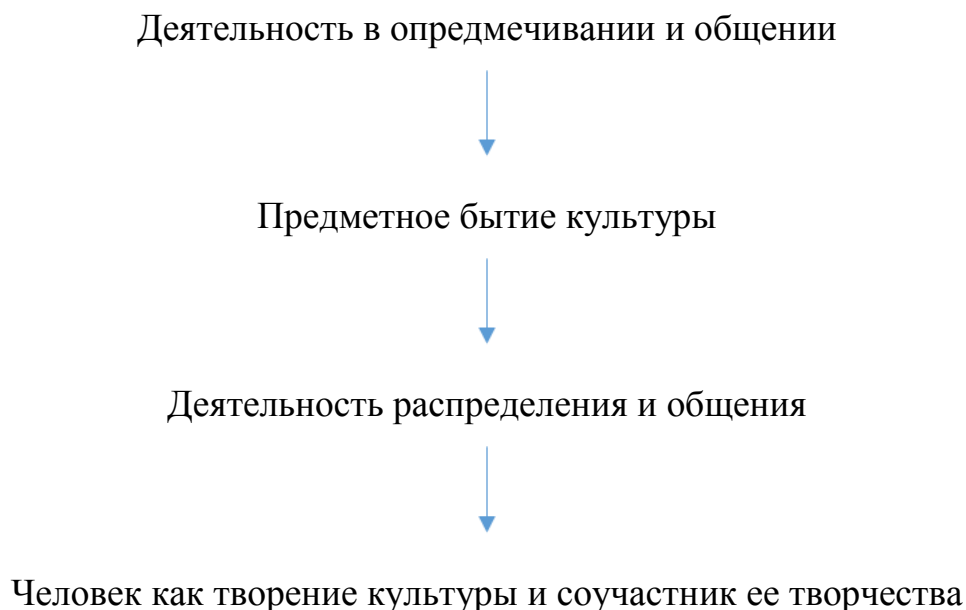 Деятельность в опредмечивании и общении
Предметное бытие культуры
Деятельность распределения и общения
Человек как творение культуры и соучастник ее творчества